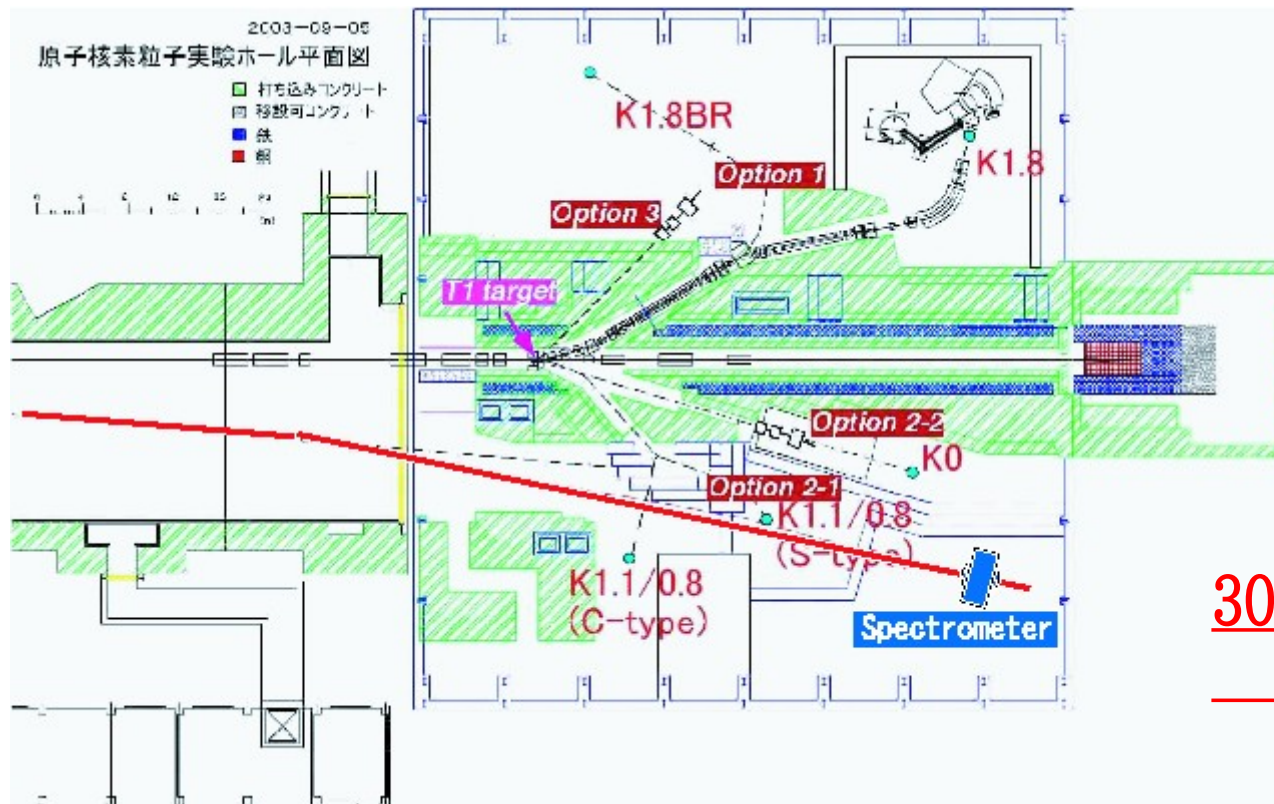 2003-09-05
原子核素粒子実験ホール平面図
打ち込みコンクリート
移設可コンクリート
鉄
銅
K1.8BR
K1.8
Option 1
Option 3
T1 target
Option 2-2
K0
Option 2-1
K1.1/0.8
(S-type)
K1.1/0.8
(C-type)
Spectrometer
30